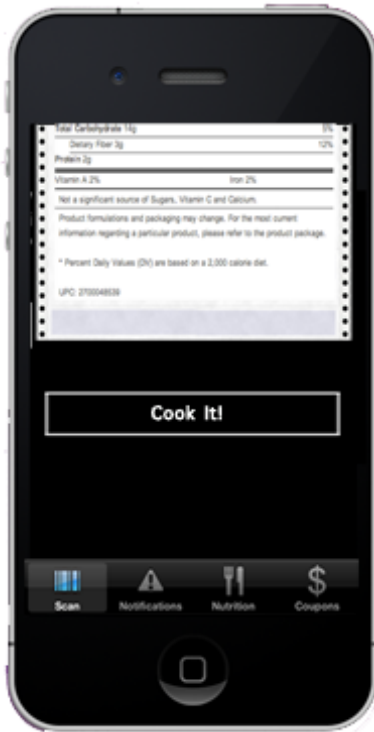 Total Carbohydrate 14g 5%
Dietary Fiber 3g 12%
Protein 2g
Vitamin A 2% Iron 2%
Not a significant source of Sugars, Vitamin C and Calcium.
Product formulations and packaging may change. For the most current
information regarding a particular product, please refer to the product package.
* Percent Daily Values (DV) are based on a 2,000 calorie diet.
UPC: 2700048539
Cook It!
Scan Notifications Nutrition Coupons